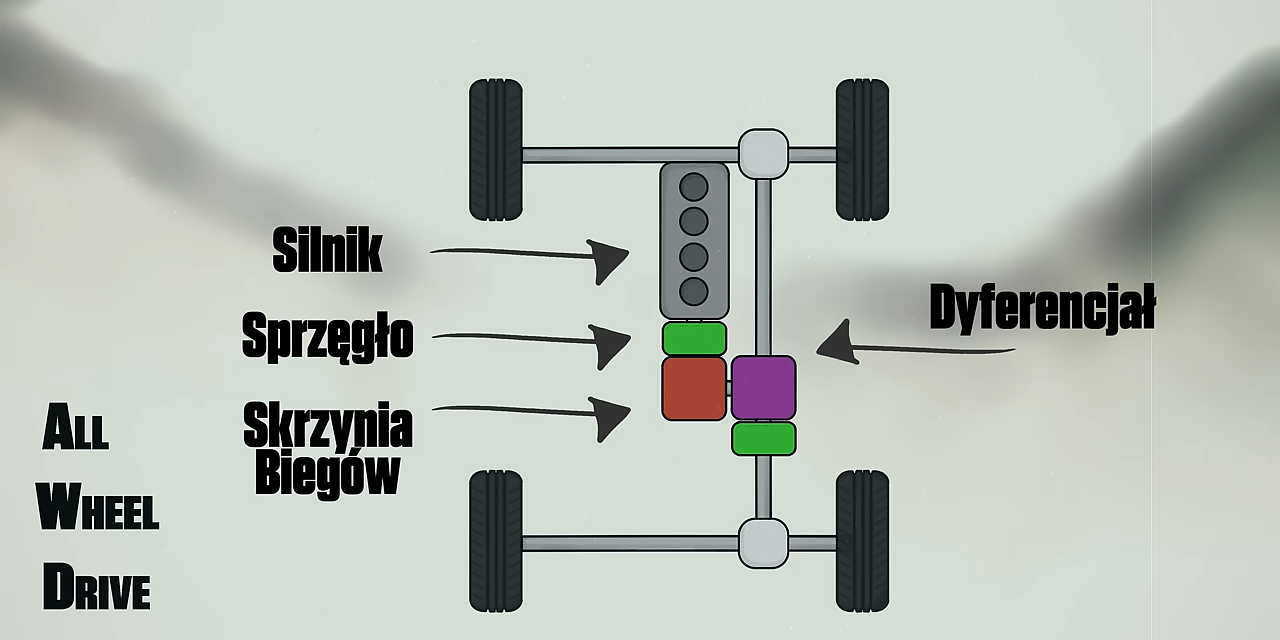 Silnik
Sprzęgło
Skrzynia
Biegów
Dyferencjał
All
Wheel
Drive